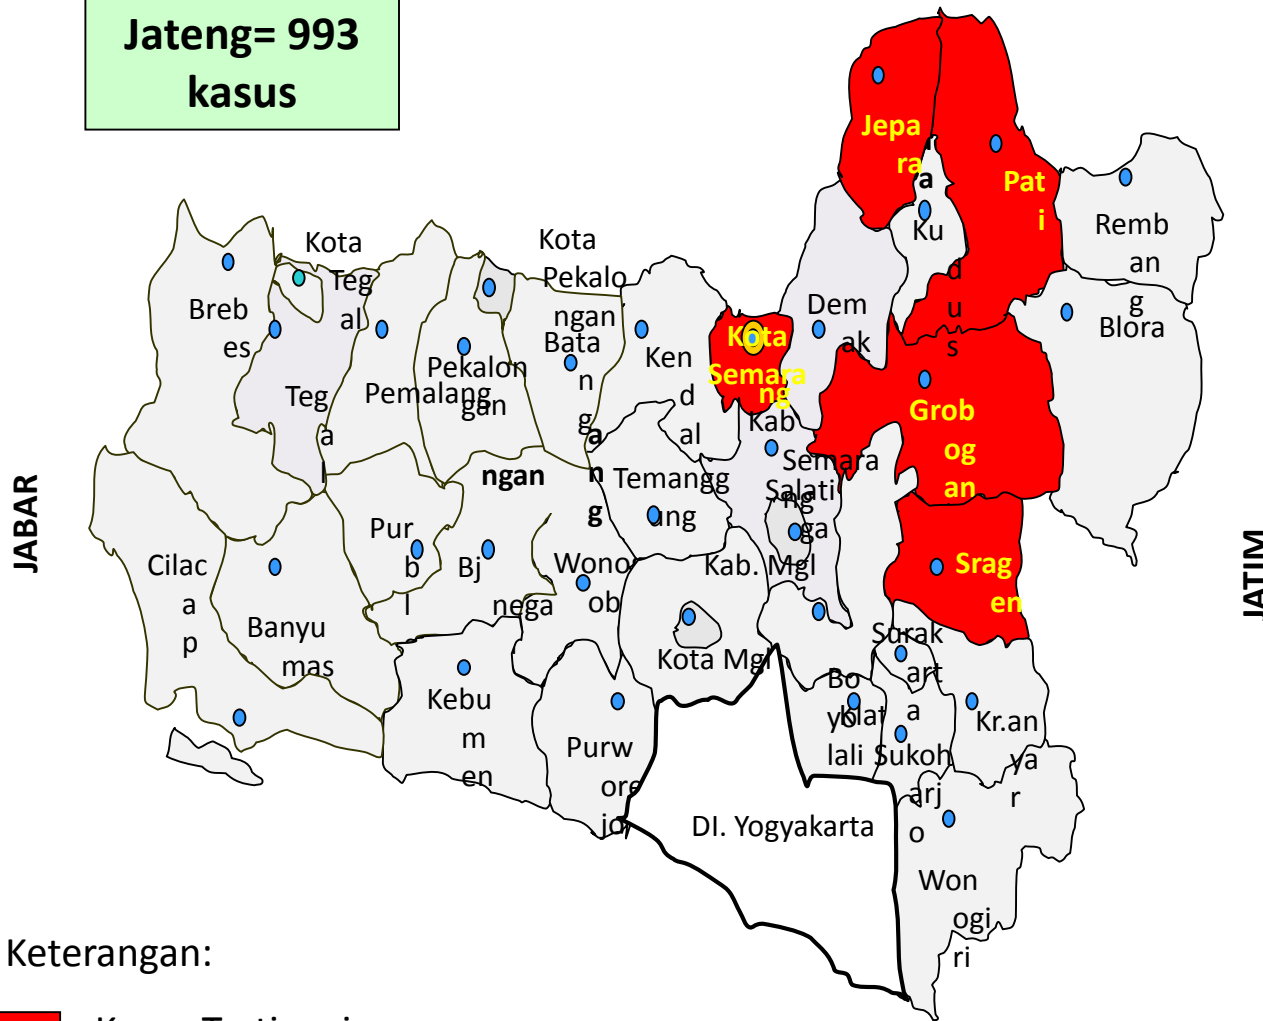 Jateng= 993
kasus
Jepa
ra
a
Pat
i
Ku
d
u
s
Remb
an
g
Blora
Kota
Teg
al
Kota
Pekalo
ngan
Breb
es
Teg
a
l
Pemalang
Pekalon
gan
Bata
n
g
a
n
g
Ken
d
al
Kota
Semara
ng
Dem
ak
Grob
og
an
Kab
Semara
ng
Salati
ga
ngan
Temangg
ung
JABAR
JATIM
Cilac
a
p
Banyu
mas
Pur
b
l
Bj
nega
Wono
ob
Kab. Mgl
Kota Mgl
Srag
en
Surak
art
a
Bo
yo
lali
Klat
Sukoh
arj
o
Kr.an
ya
r
Kebu
m
en
Purw
ore
jo
DI. Yogyakarta
Won
ogi
ri
Keterangan: